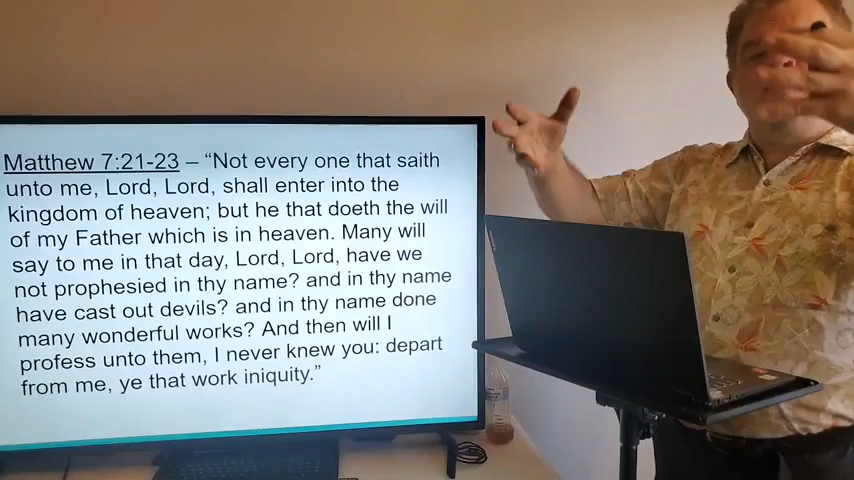 Matthew 7:21-23 – “Not every one that saith
unto me, Lord, Lord, shall enter into the
kingdom of heaven; but he that doeth the will
of my Father which is in heaven. Many will
say to me in that day, Lord, Lord, have we
not prophesied in thy name? and in thy name
have cast out devils? and in thy name done
many wonderful works? And then will I
profess unto them, I never knew you: depart
from me, ye that work iniquity.”